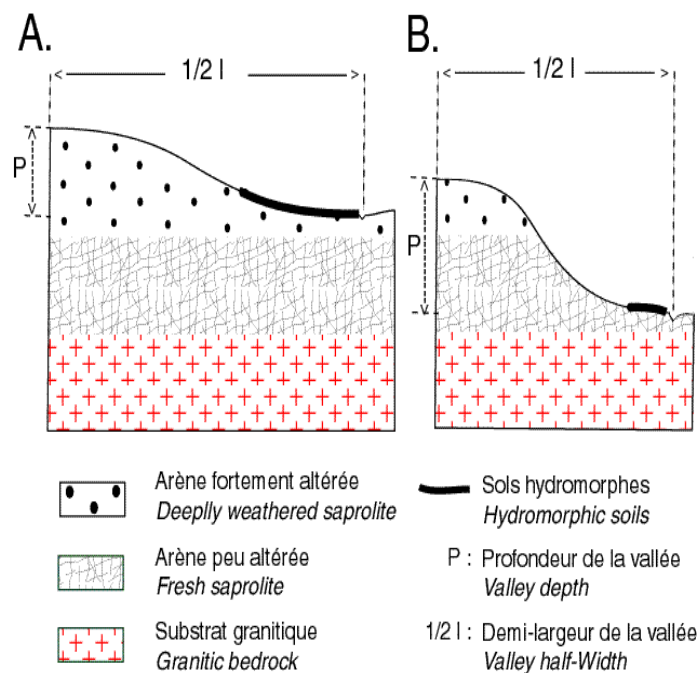 A.
B.
1/2 l
1/2 l
P
P
Arène fortement altérée
Deeplly weathered saprolite
Sols hydromorphes
Hydromorphic soils
Arène peu altérée
Fresh saprolite
P : Profondeur de la vallée
Valley depth
Substrat granitique
Granitic bedrock
1/2 l : Demi-largeur de la vallée
Valley half-Width